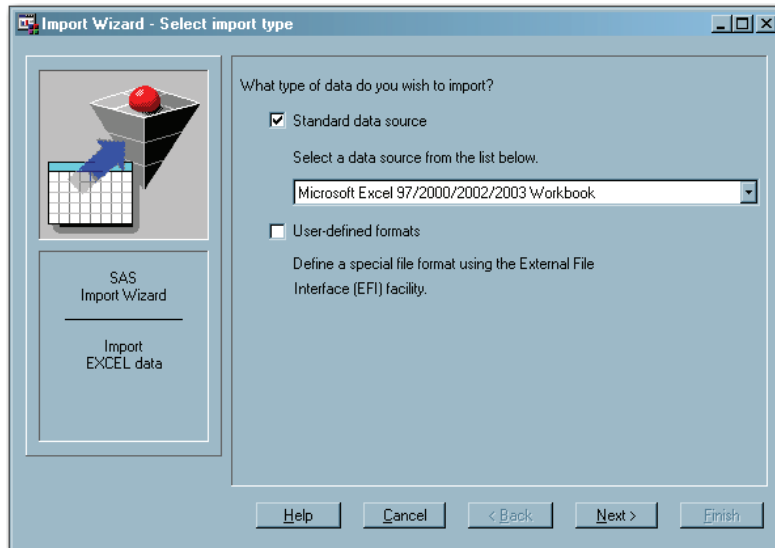 Import Wizard - Select import type
What type of data do you wish to import?
Standard data source
Select a data source from the list below.
Microsoft Excel 97/2000/2002/2003 Workbook
User-defined formats
Define a special file format using the External File
Interface (EFI) facility.
SAS
Import Wizard
Import
EXCEL data
Help
Cancel
< Back
Next >
Finish